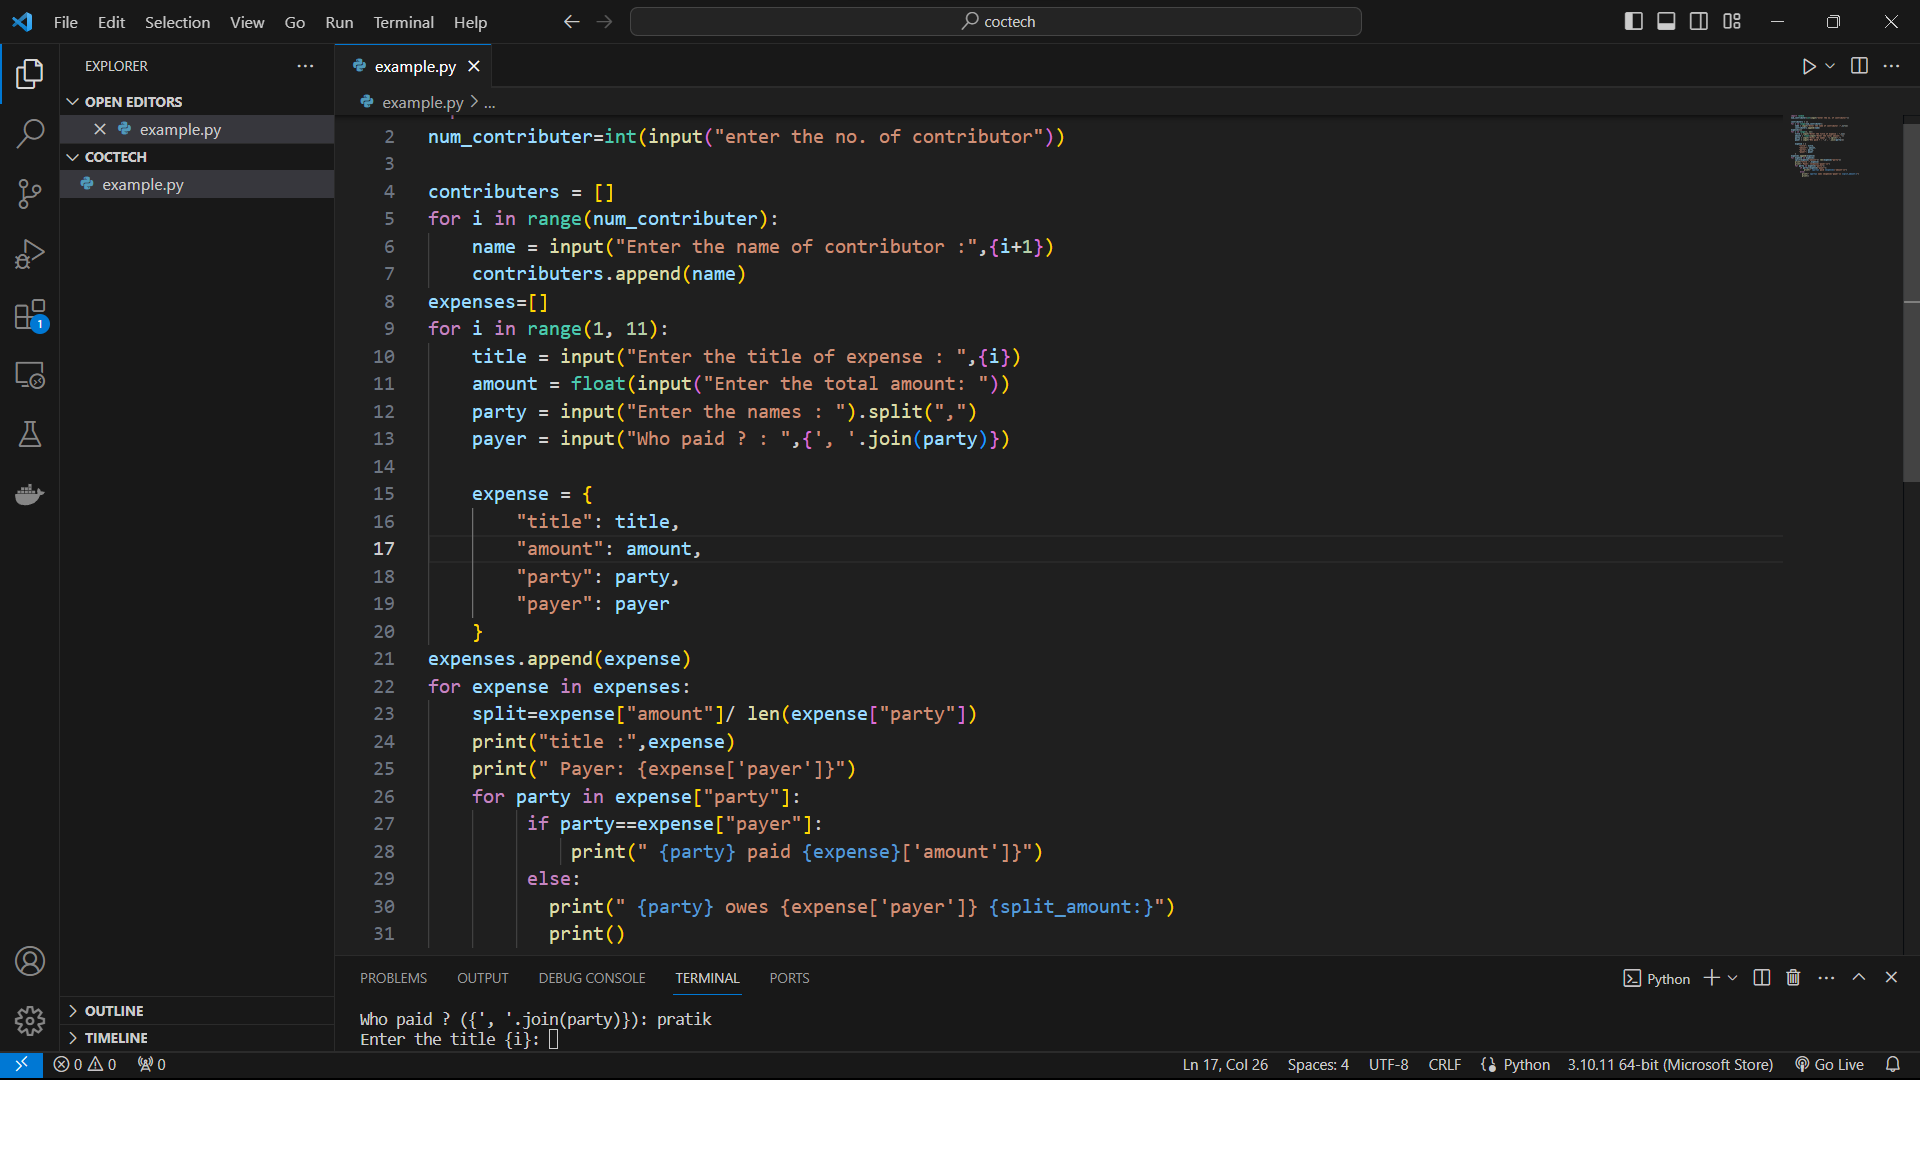 File Edit Selection View Go Run Terminal Help
coctech
EXPLORER
OPEN EDITORS
example.py
COCTECH
example.py
1
OUTLINE
TIMELINE
example.py
example.py > ...
2 num_contributer=int(input("enter the no. of contributor"))
3
4 contributers = []
5 for i in range(num_contributer):
6     name = input("Enter the name of contributor :",{i+1})
7     contributers.append(name)
8 expenses=[]
9 for i in range(1, 11):
10     title = input("Enter the title of expense : ",{i})
11     amount = float(input("Enter the total amount: "))
12     party = input("Enter the names : ").split(",")
13     payer = input("Who paid ? : ",{', '.join(party)})
14
15     expense = {
16         "title": title,
17         "amount": amount,
18         "party": party,
19         "payer": payer
20     }
21 expenses.append(expense)
22 for expense in expenses:
23     split=expense["amount"]/ len(expense["party"])
24     print("title :",expense)
25     print(" Payer: {expense['payer']}")
26     for party in expense["party"]:
27          if party==expense["payer"]:
28              print(" {party} paid {expense}['amount']}")
29          else:
30            print(" {party} owes {expense['payer']} {split_amount:}")
31            print()
PROBLEMS OUTPUT DEBUG CONSOLE TERMINAL PORTS
Python
Who paid ? ({', '.join(party)}): pratik
Enter the title {i}:
0 0 0
Ln 17, Col 26 Spaces: 4 UTF-8 CRLF Python 3.10.11 64-bit (Microsoft Store) Go Live